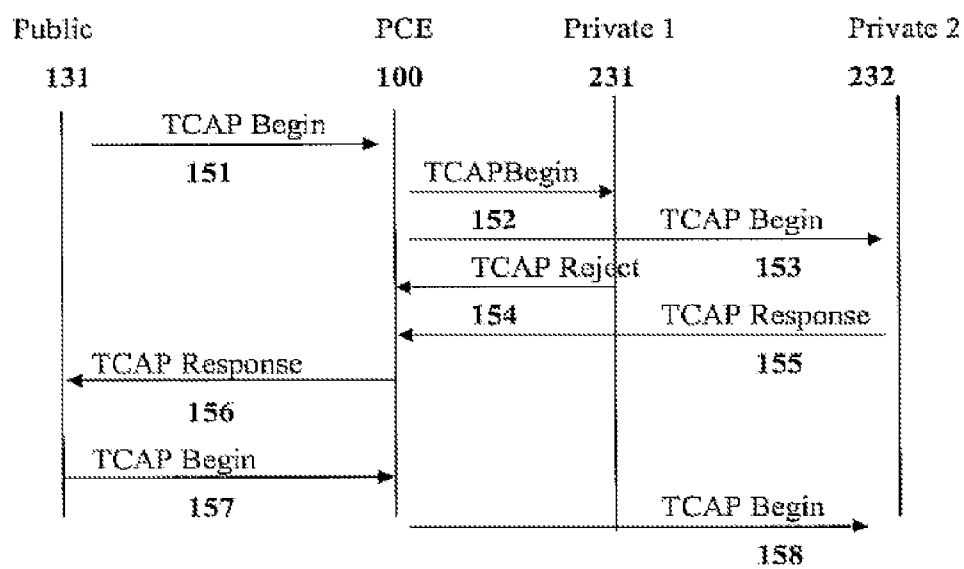 Public PCE Private 1 Private 2
131 100 231 232
TCAP Begin
151
TCAPBegin
152
TCAP Begin
153
TCAP Reject
154
TCAP Response
155
TCAP Response
156
TCAP Begin
157
TCAP Begin
158